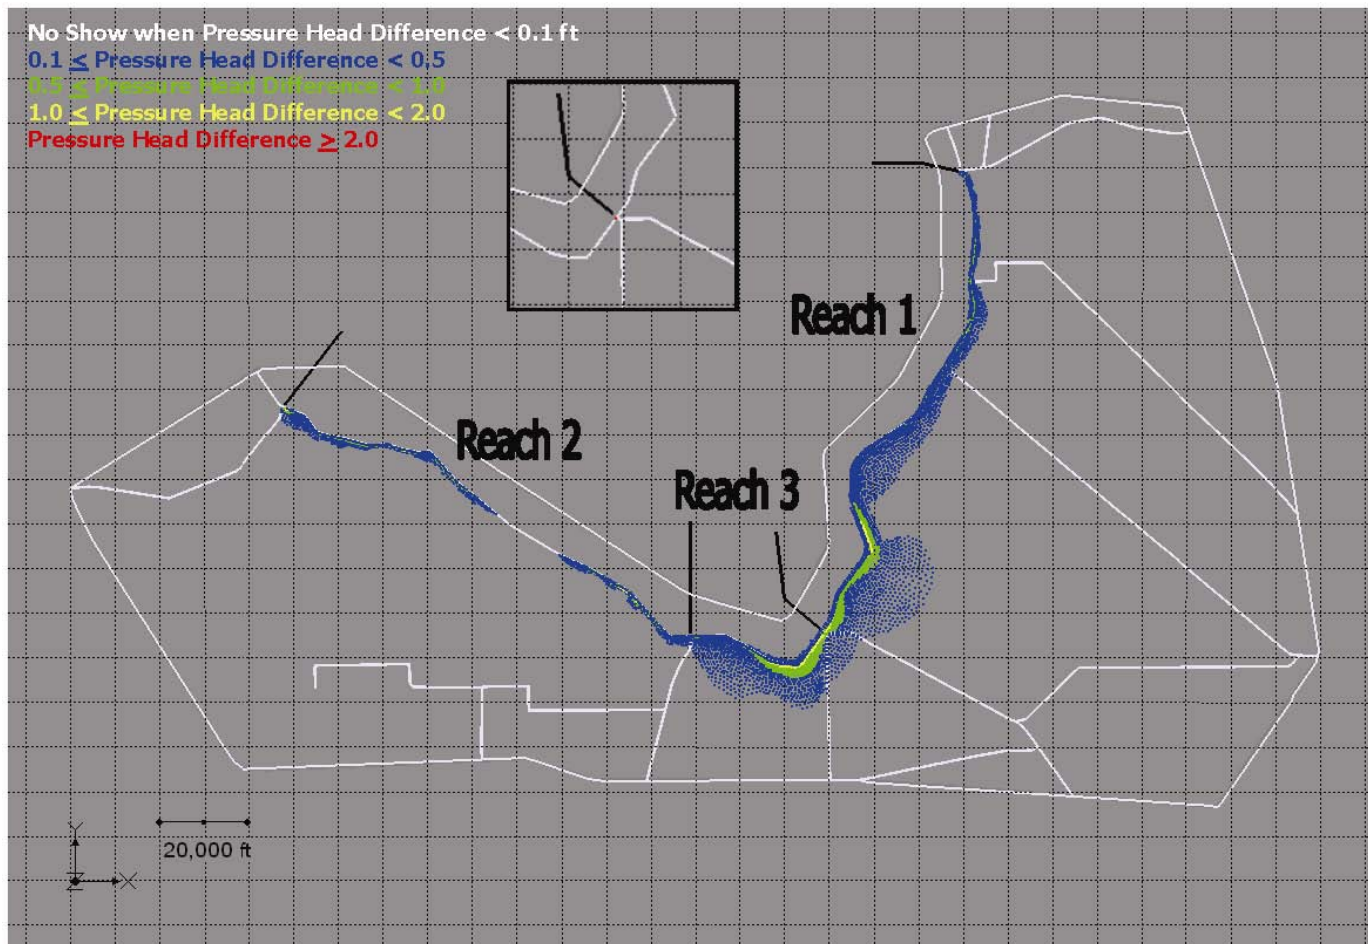 No Show when Pressure Head Difference < 0.1 ft
0.1 ≤ Pressure Head Difference < 0.5
0.5 ≤ Pressure Head Difference < 1.0
1.0 ≤ Pressure Head Difference < 2.0
Pressure Head Difference ≥ 2.0
Reach 1
Reach 2
Reach 3
Y
Z
X
20,000 ft